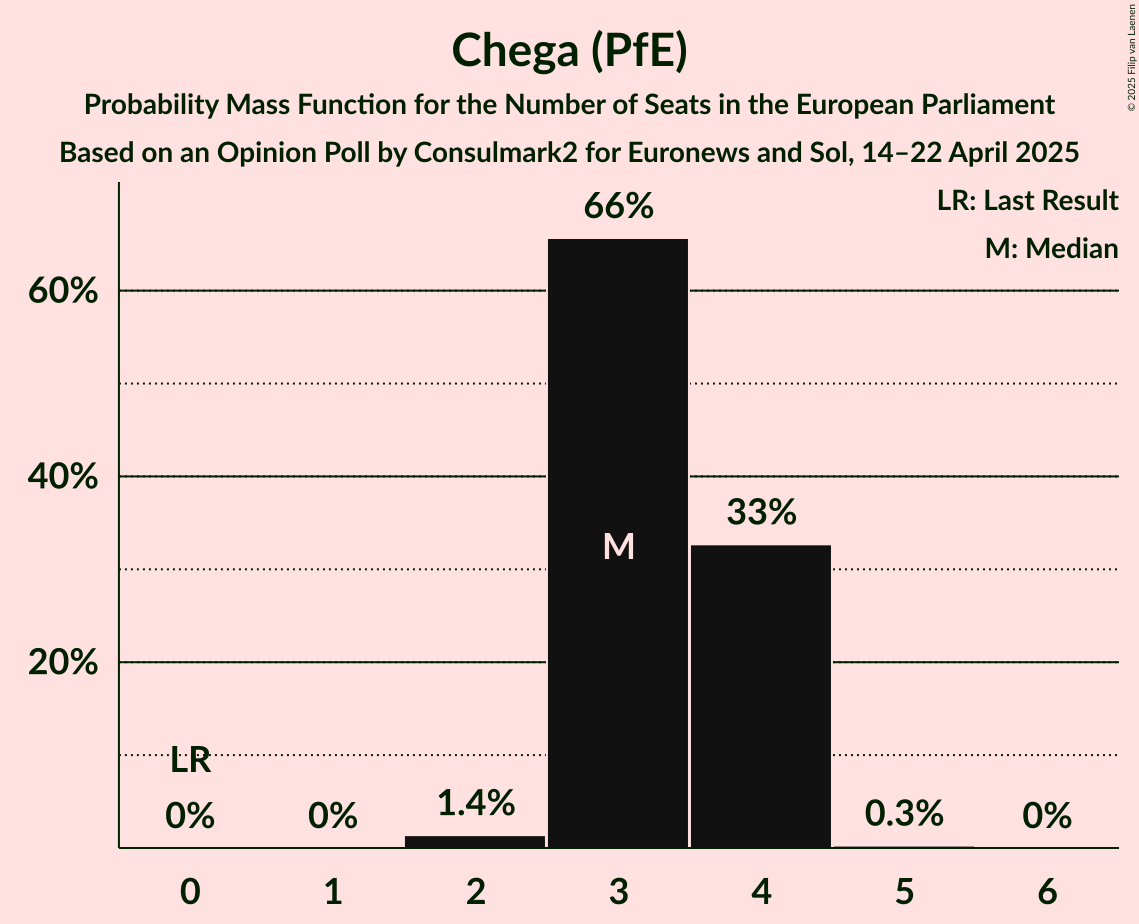 Chega (PfE)
Probability Mass Function for the Number of Seats in the European Parliament
Based on an Opinion Poll by Consulmark2 for Euronews and Sol, 14–22 April 2025
© 2025 Filip van Laenen
LR: Last Result
M: Median
66%
60%
40%
33%
M
20%
LR
0%
0%
1.4%
0.3%
0%
0
1
2
3
4
5
6